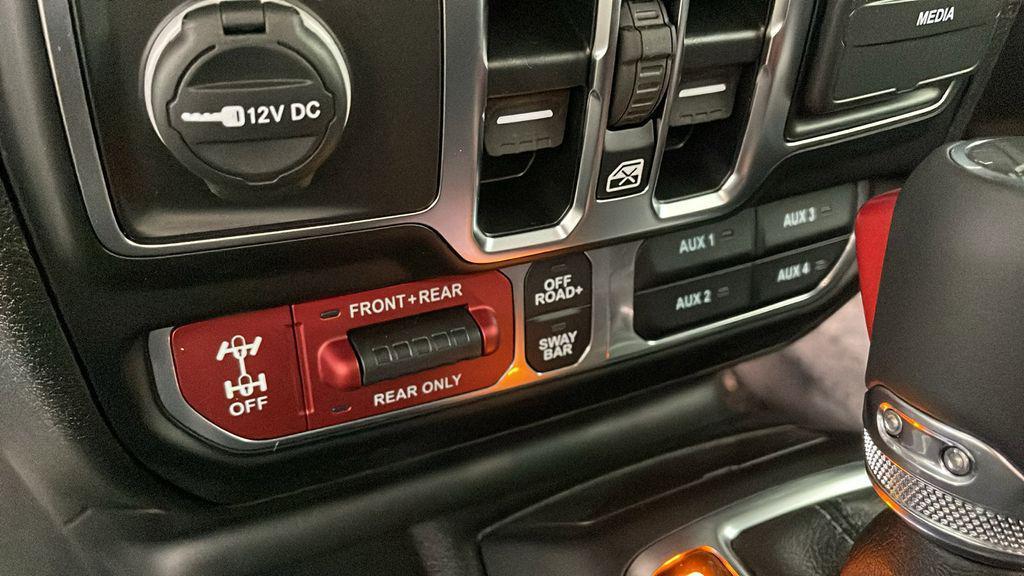 12V DC
MEDIA
AUX 1
AUX 3
AUX 2
AUX 4
OFF
ROAD+
SWAY
BAR
FRONT+REAR
REAR ONLY
OFF